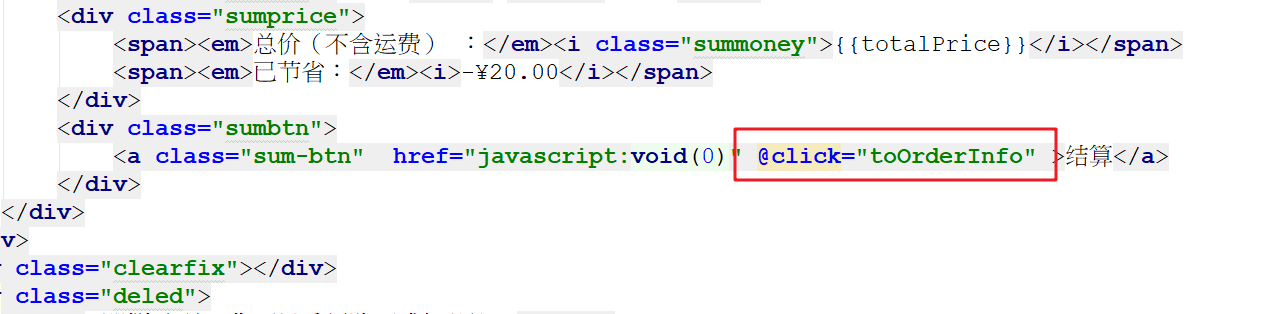 <div class="sumprice">
<span><em>总价（不含运费） ：</em><i class="summoney">{{totalPrice}}</i></span>
<span><em>已节省：</em><i>-¥20.00</i></span>
</div>
<div class="sumbtn">
<a class="sum-btn"  href="javascript:void(0)" @click="toOrderInfo" >结算</a>
</div>
</div>
v>
class="clearfix"></div>
class="deled">